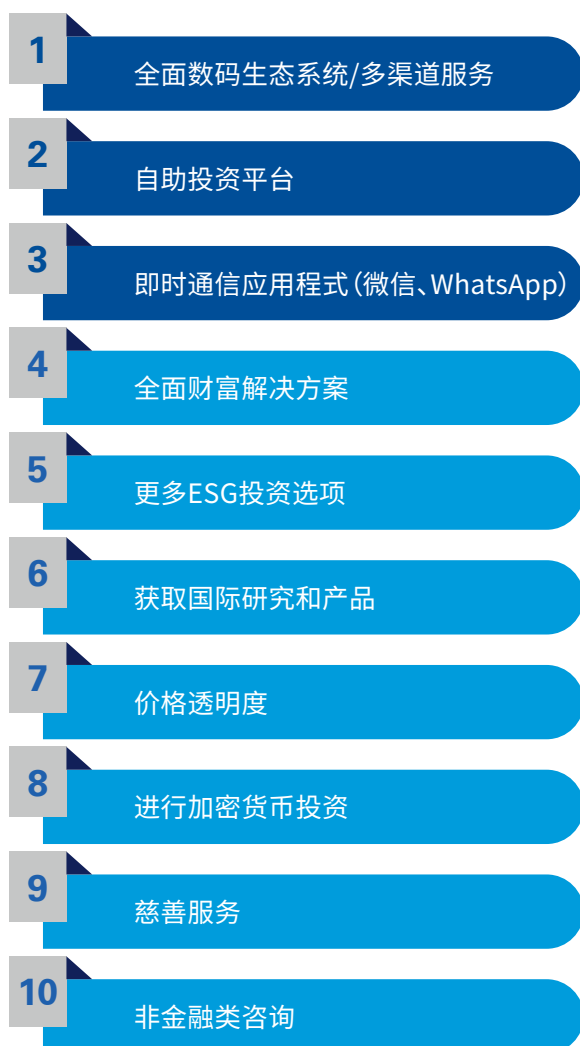 1
全面数码生态系统/多渠道服务
2
自助投资平台
3
即时通信应用程式(微信、WhatsApp)
4
全面财富解决方案
5
更多ESG投资选项
6
获取国际研究和产品
7
价格透明度
8
进行加密货币投资
9
慈善服务
10
非金融类咨询